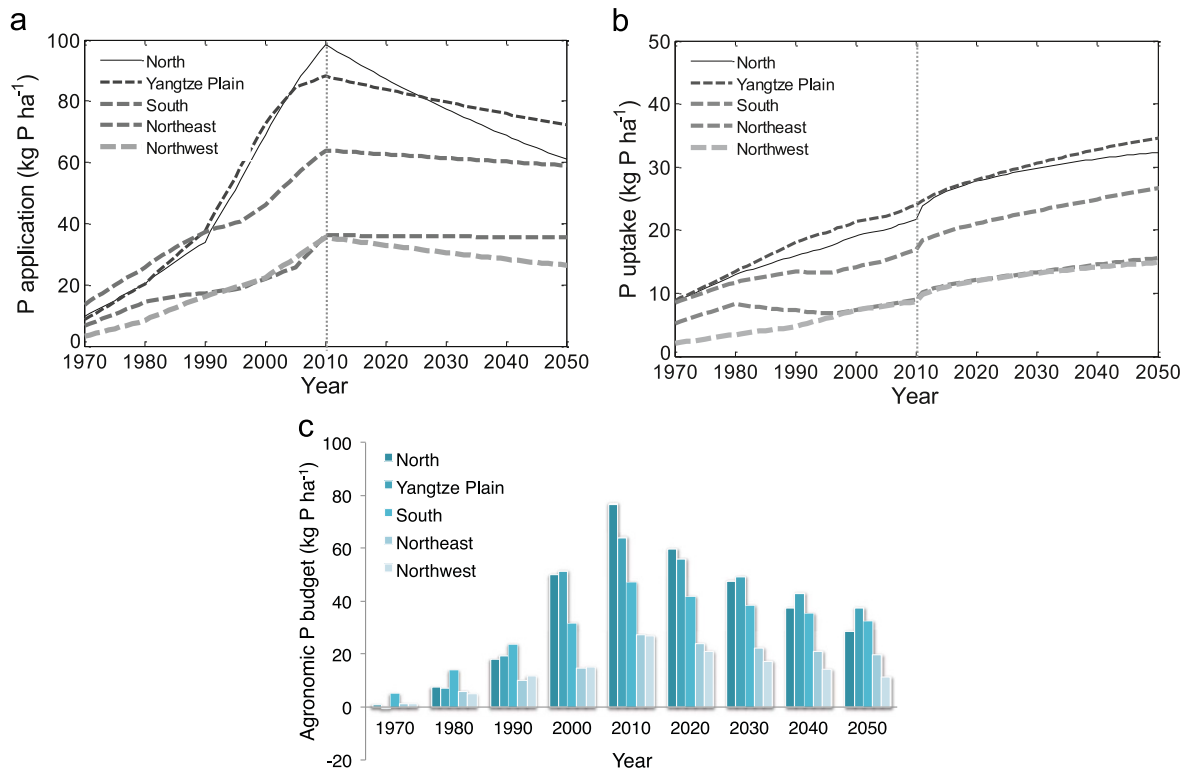 a
P application (kg P ha-1)
100
80
60
40
20
0
North
Yangtze Plain
South
Northeast
Northwest
1970 1980 1990 2000 2010 2020 2030 2040 2050
Year
b
P uptake (kg P ha-1)
50
40
30
20
10
0
North
Yangtze Plain
South
Northeast
Northwest
1970 1980 1990 2000 2010 2020 2030 2040 2050
Year
c
Agronomic P budget (kg P ha-1)
100
80
60
40
20
0
-20
North
Yangtze Plain
South
Northeast
Northwest
1970 1980 1990 2000 2010 2020 2030 2040 2050
Year